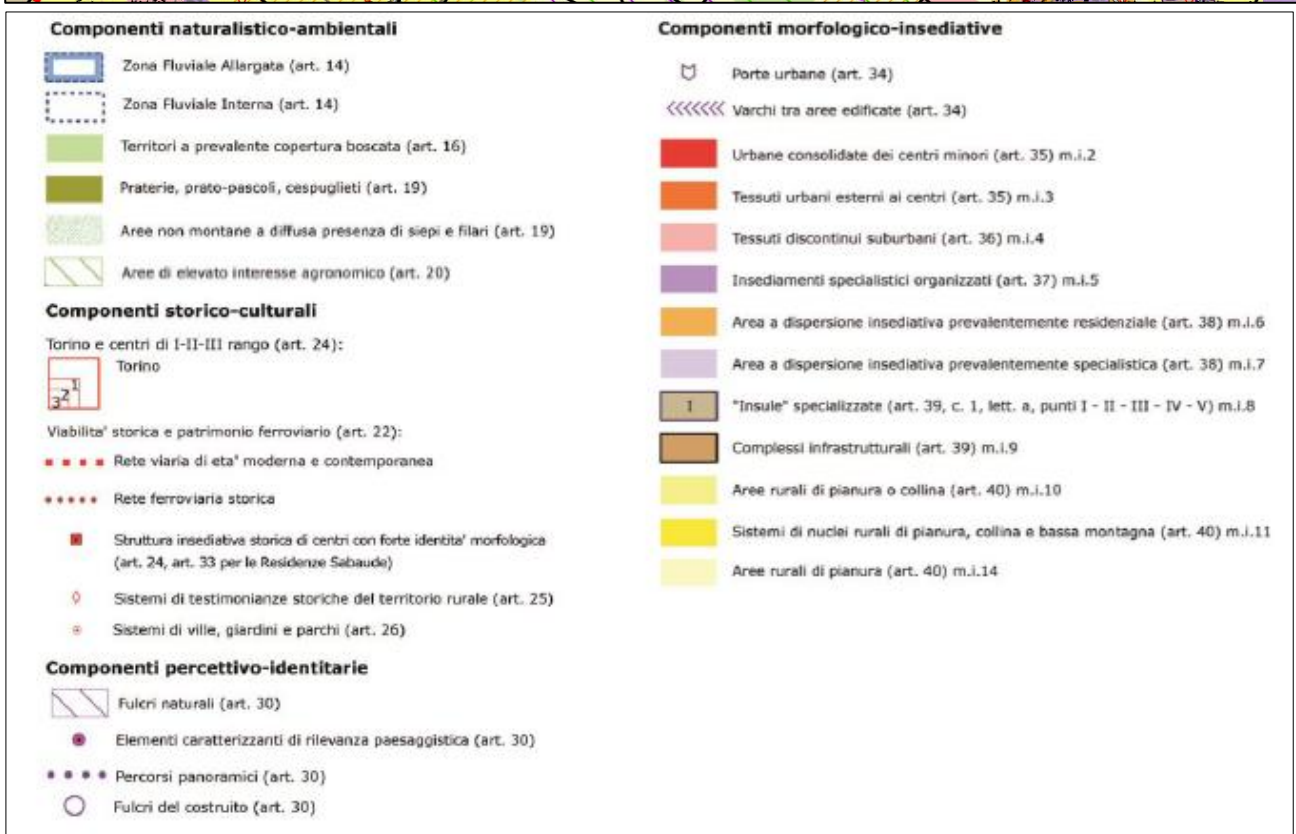 Componenti naturalistico-ambientali
Zona Fluviale Allargata (art. 14)
Zona Fluviale Interna (art. 14)
Territori a prevalente copertura boscata (art. 16)
Praterie, prato-pascoli, cespuglieti (art. 19)
Aree non montane a diffusa presenza di siepi e filari (art. 19)
Aree di elevato interesse agronomico (art. 20)
Componenti storico-culturali
Torino e centri di I-II-III rango (art. 24):
Torino
1
2
3
Viabilita' storica e patrimonio ferroviario (art. 22):
Rete viaria di eta' moderna e contemporanea
Rete ferroviaria storica
Struttura insediativa storica di centri con forte identita' morfologica
(art. 24, art. 33 per le Residenze Sabaude)
Sistemi di testimonianze storiche del territorio rurale (art. 25)
Sistemi di ville, giardini e parchi (art. 26)
Componenti percettivo-identitarie
Fulcri naturali (art. 30)
Elementi caratterizzanti di rilevanza paesaggistica (art. 30)
Percorsi panoramici (art. 30)
Fulcri del costruito (art. 30)
Componenti morfologico-insediative
Porte urbane (art. 34)
Varchi tra aree edificate (art. 34)
Urbane consolidate dei centri minori (art. 35) m.i.2
Tessuti urbani esterni ai centri (art. 35) m.i.3
Tessuti discontinui suburbani (art. 36) m.i.4
Insediamenti specialistici organizzati (art. 37) m.i.5
Area a dispersione insediativa prevalentemente residenziale (art. 38) m.i.6
Area a dispersione insediativa prevalentemente specialistica (art. 38) m.i.7
I
"Insule" specializzate (art. 39, c. 1, lett. a, punti I - II - III - IV - V) m.i.8
Complessi infrastrutturali (art. 39) m.i.9
Aree rurali di pianura o collina (art. 40) m.i.10
Sistemi di nuclei rurali di pianura, collina e bassa montagna (art. 40) m.i.11
Aree rurali di pianura (art. 40) m.i.14